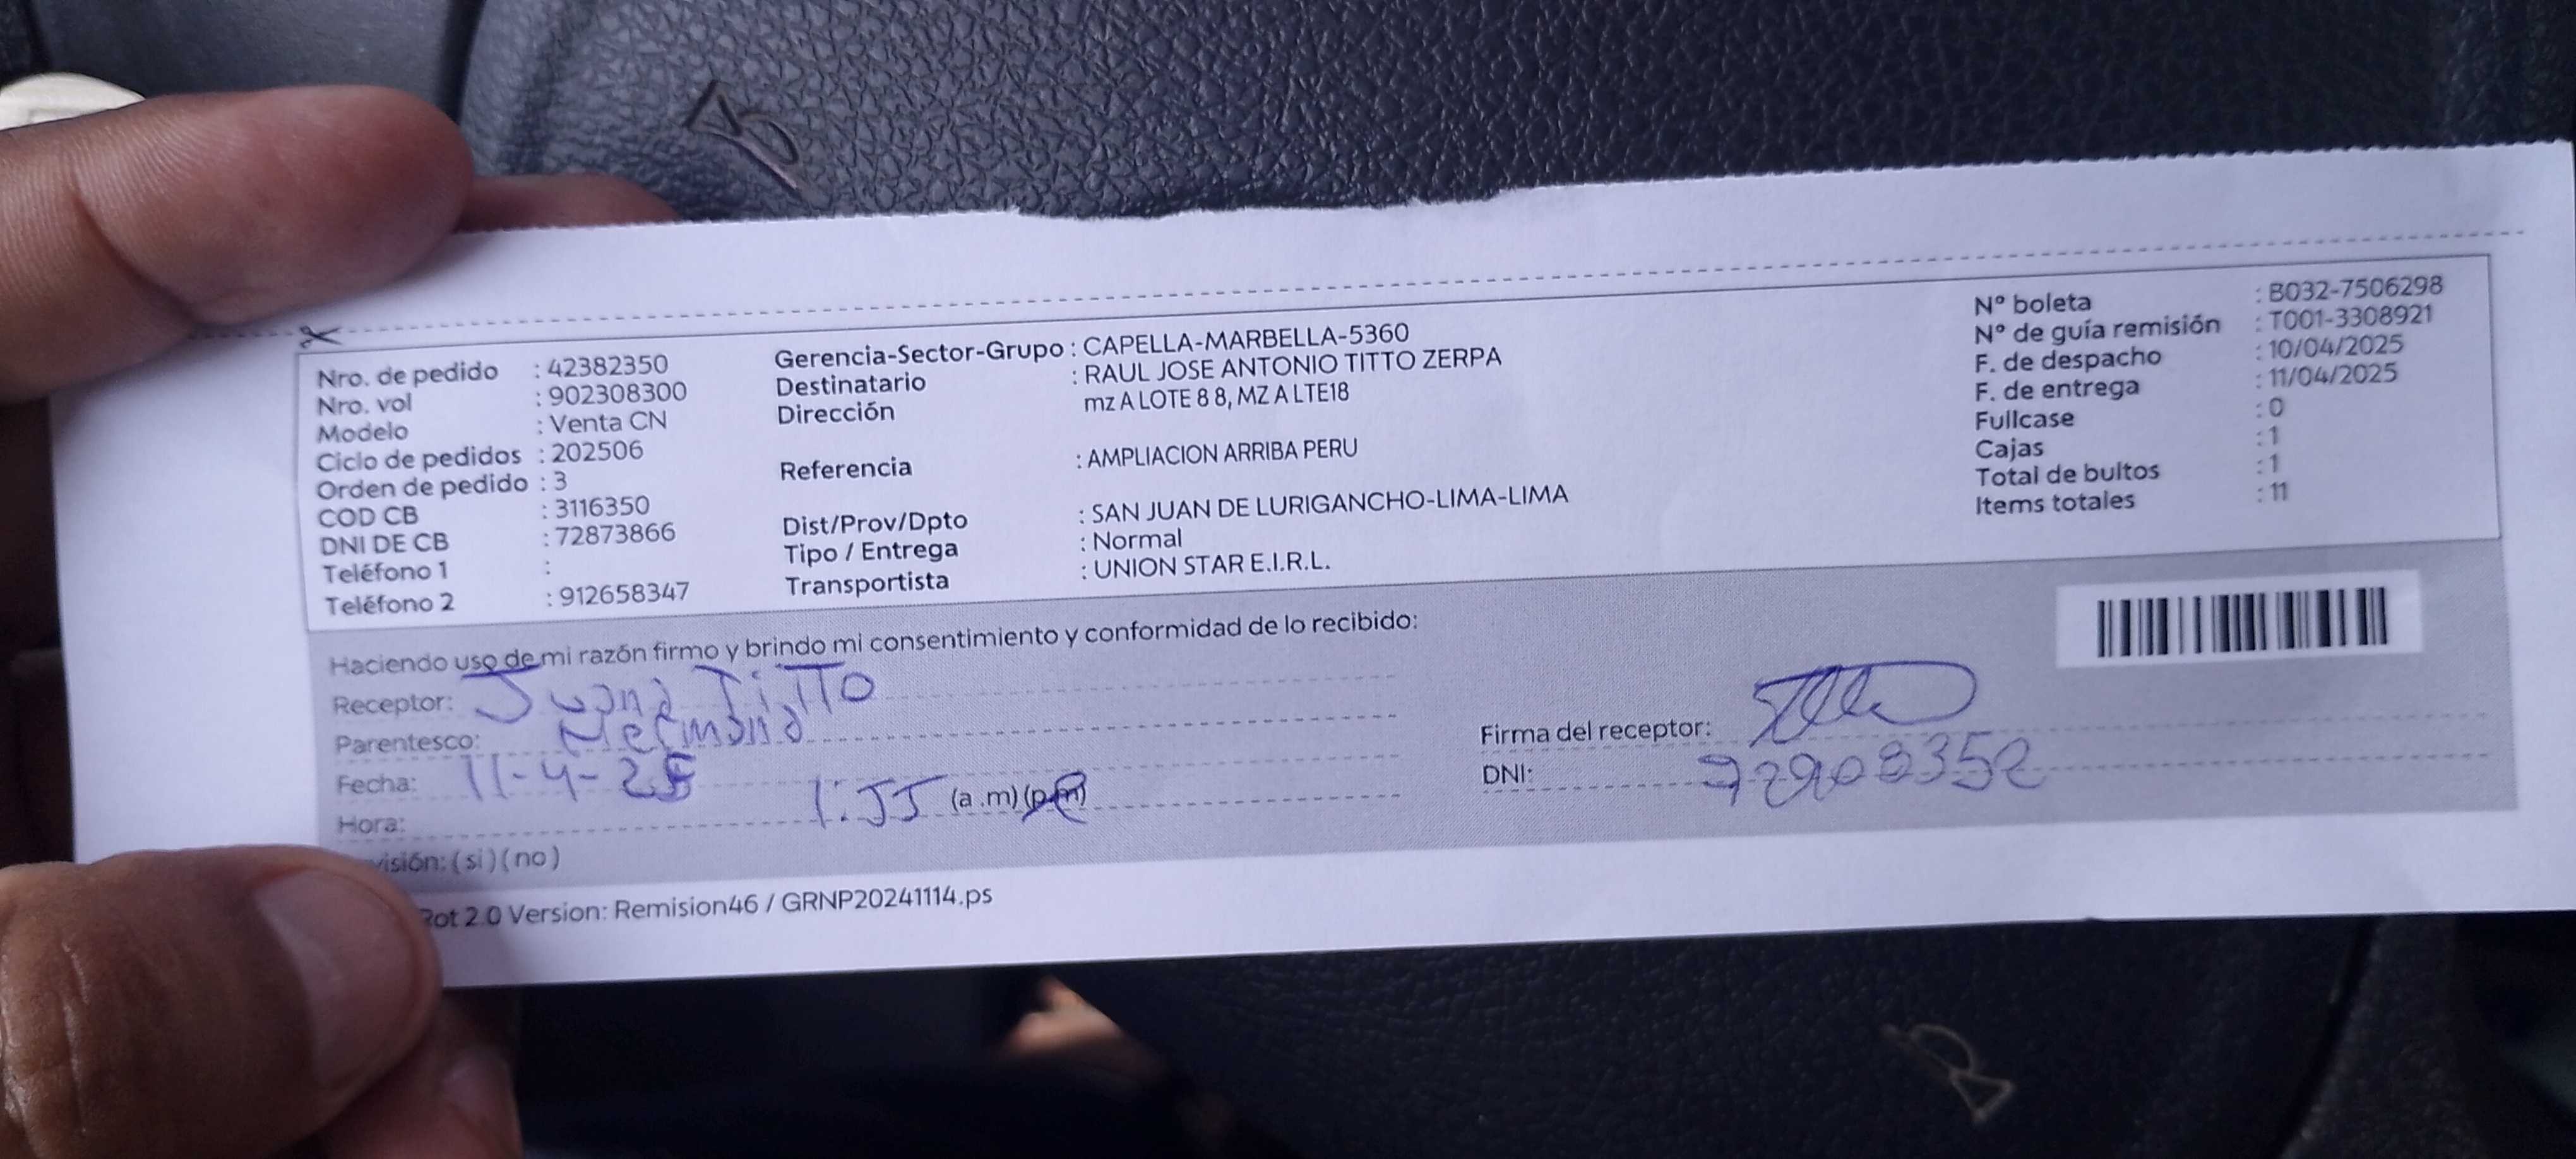 Nro. de pedido : 42382350
Nro. vol : 902308300
Modelo : Venta CN
Ciclo de pedidos : 202506
Orden de pedido : 3
COD CB : 3116350
DNI DE CB : 72873866
Teléfono 1 :
Teléfono 2 : 912658347
Gerencia-Sector-Grupo : CAPELLA-MARBELLA-5360
Destinatario : RAUL JOSE ANTONIO TITTO ZERPA
Dirección mz A LOTE 8 8, MZ A LTE18
Referencia : AMPLIACION ARRIBA PERU
Dist/Prov/Dpto : SAN JUAN DE LURIGANCHO-LIMA-LIMA
Tipo / Entrega : Normal
Transportista : UNION STAR E.I.R.L.
N° boleta : B032-7506298
N° de guía remisión : T001-3308921
F. de despacho : 10/04/2025
F. de entrega : 11/04/2025
Fullcase : 0
Cajas : 1
Total de bultos : 1
Items totales : 11
Haciendo uso de mi razón firmo y brindo mi consentimiento y conformidad de lo recibido:
Receptor: Juana TiTTo
Parentesco: Hermana
Fecha: 11-4-25
Hora: 1:55 (a.m) (p.m)
(si) (no)
Firma del receptor:
DNI: 72908352
2.0 Version: Remision46 / GRNP20241114.ps